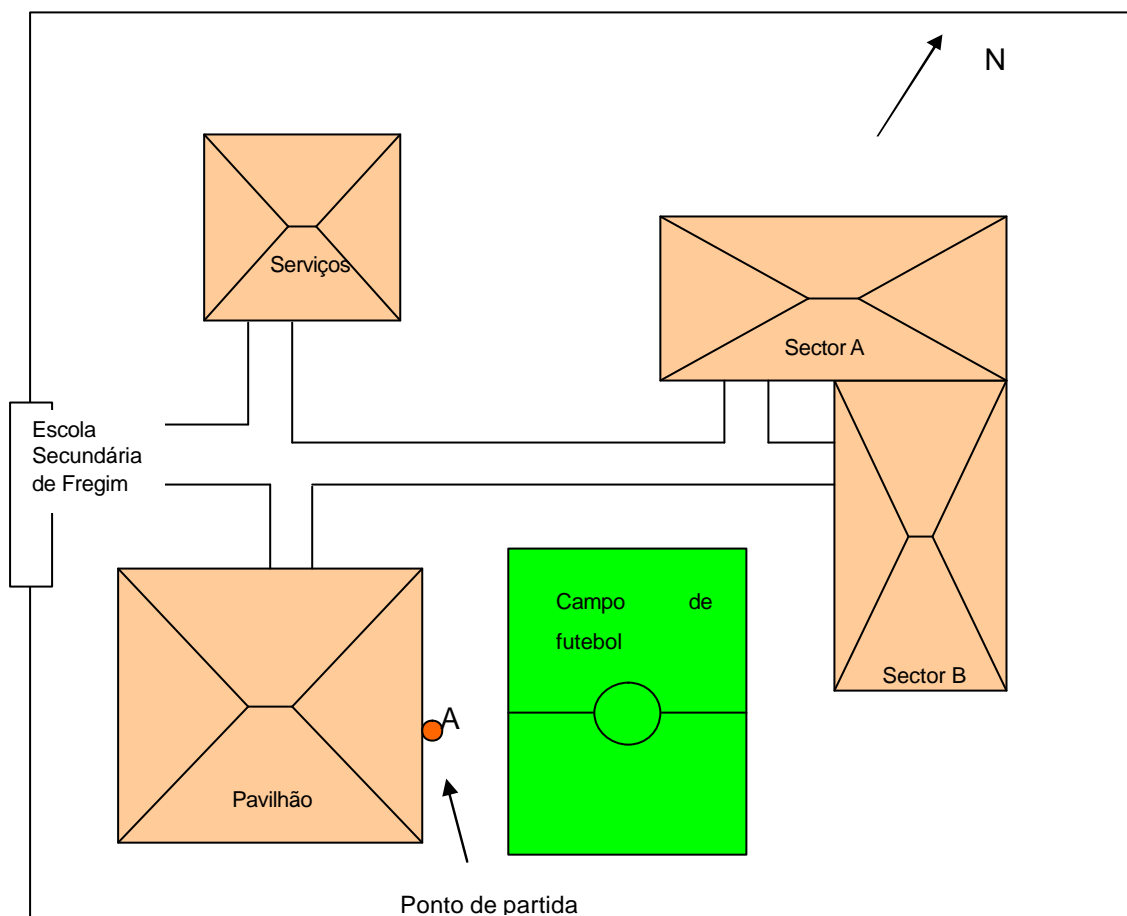 N
Serviços
Sector A
Escola
Secundária
de Fregim
Campo de
futebol
Sector B
A
Pavilhão
Ponto de partida